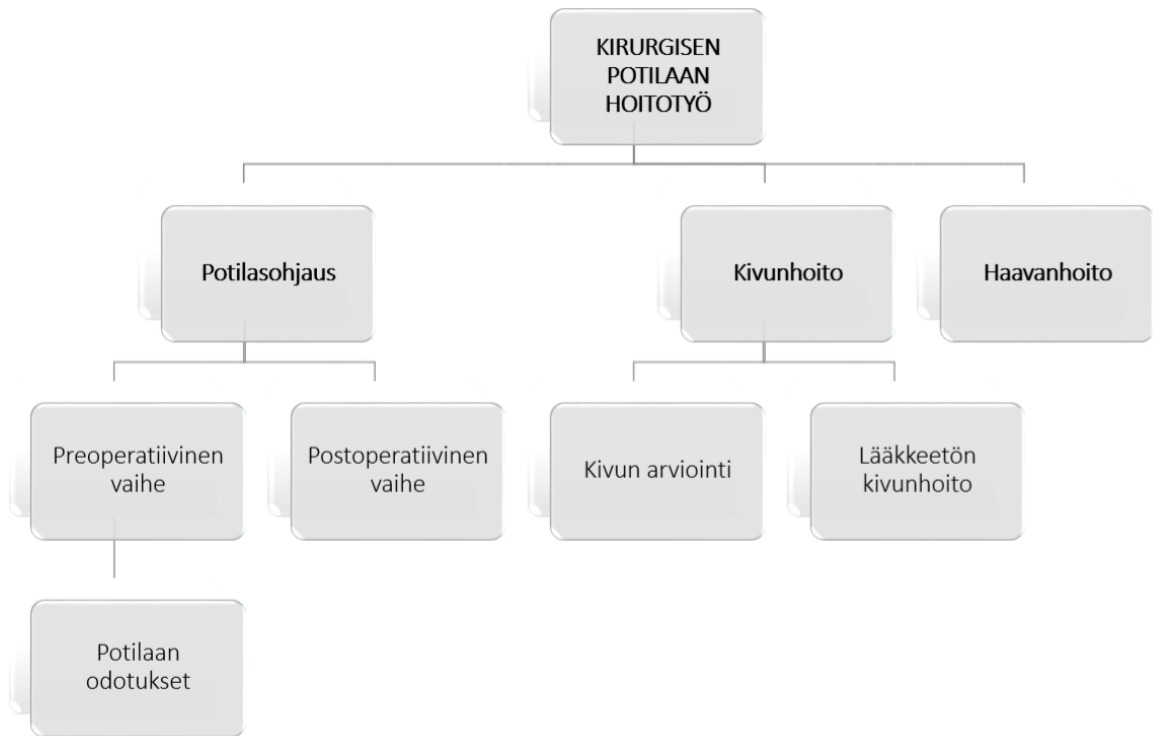 KIRURGISEN
POTILAAN
HOITOTYÖ
Potilasohjaus
Kivunhoito
Haavanhoito
Preoperatiivinen
vaihe
Postoperatiivinen
vaihe
Kivun arviointi
Lääkkeetön
kivunhoito
Potilaan
odotukset